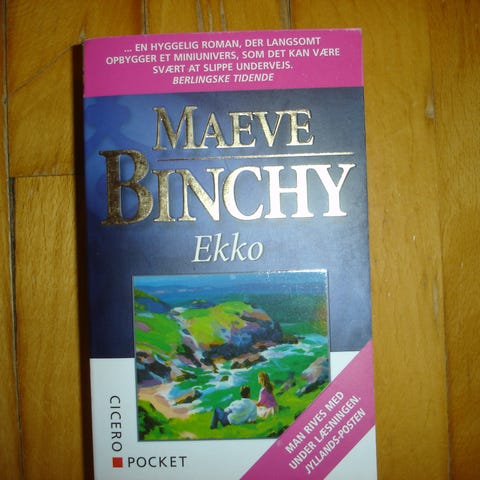 ... EN HYGGELIG ROMAN, DER LANGSOMT
OPBYGGER ET MINIUNIVERS, SOM DET KAN VÆRE
SVÆRT AT SLIPPE UNDERVEJS.
BERLINGSKE TIDENDE
MAEVE
BINCHY
Ekko
MAN RIVES MED
UNDER LÆSNINGEN.
JYLLANDS-POSTEN
CICERO
POCKET